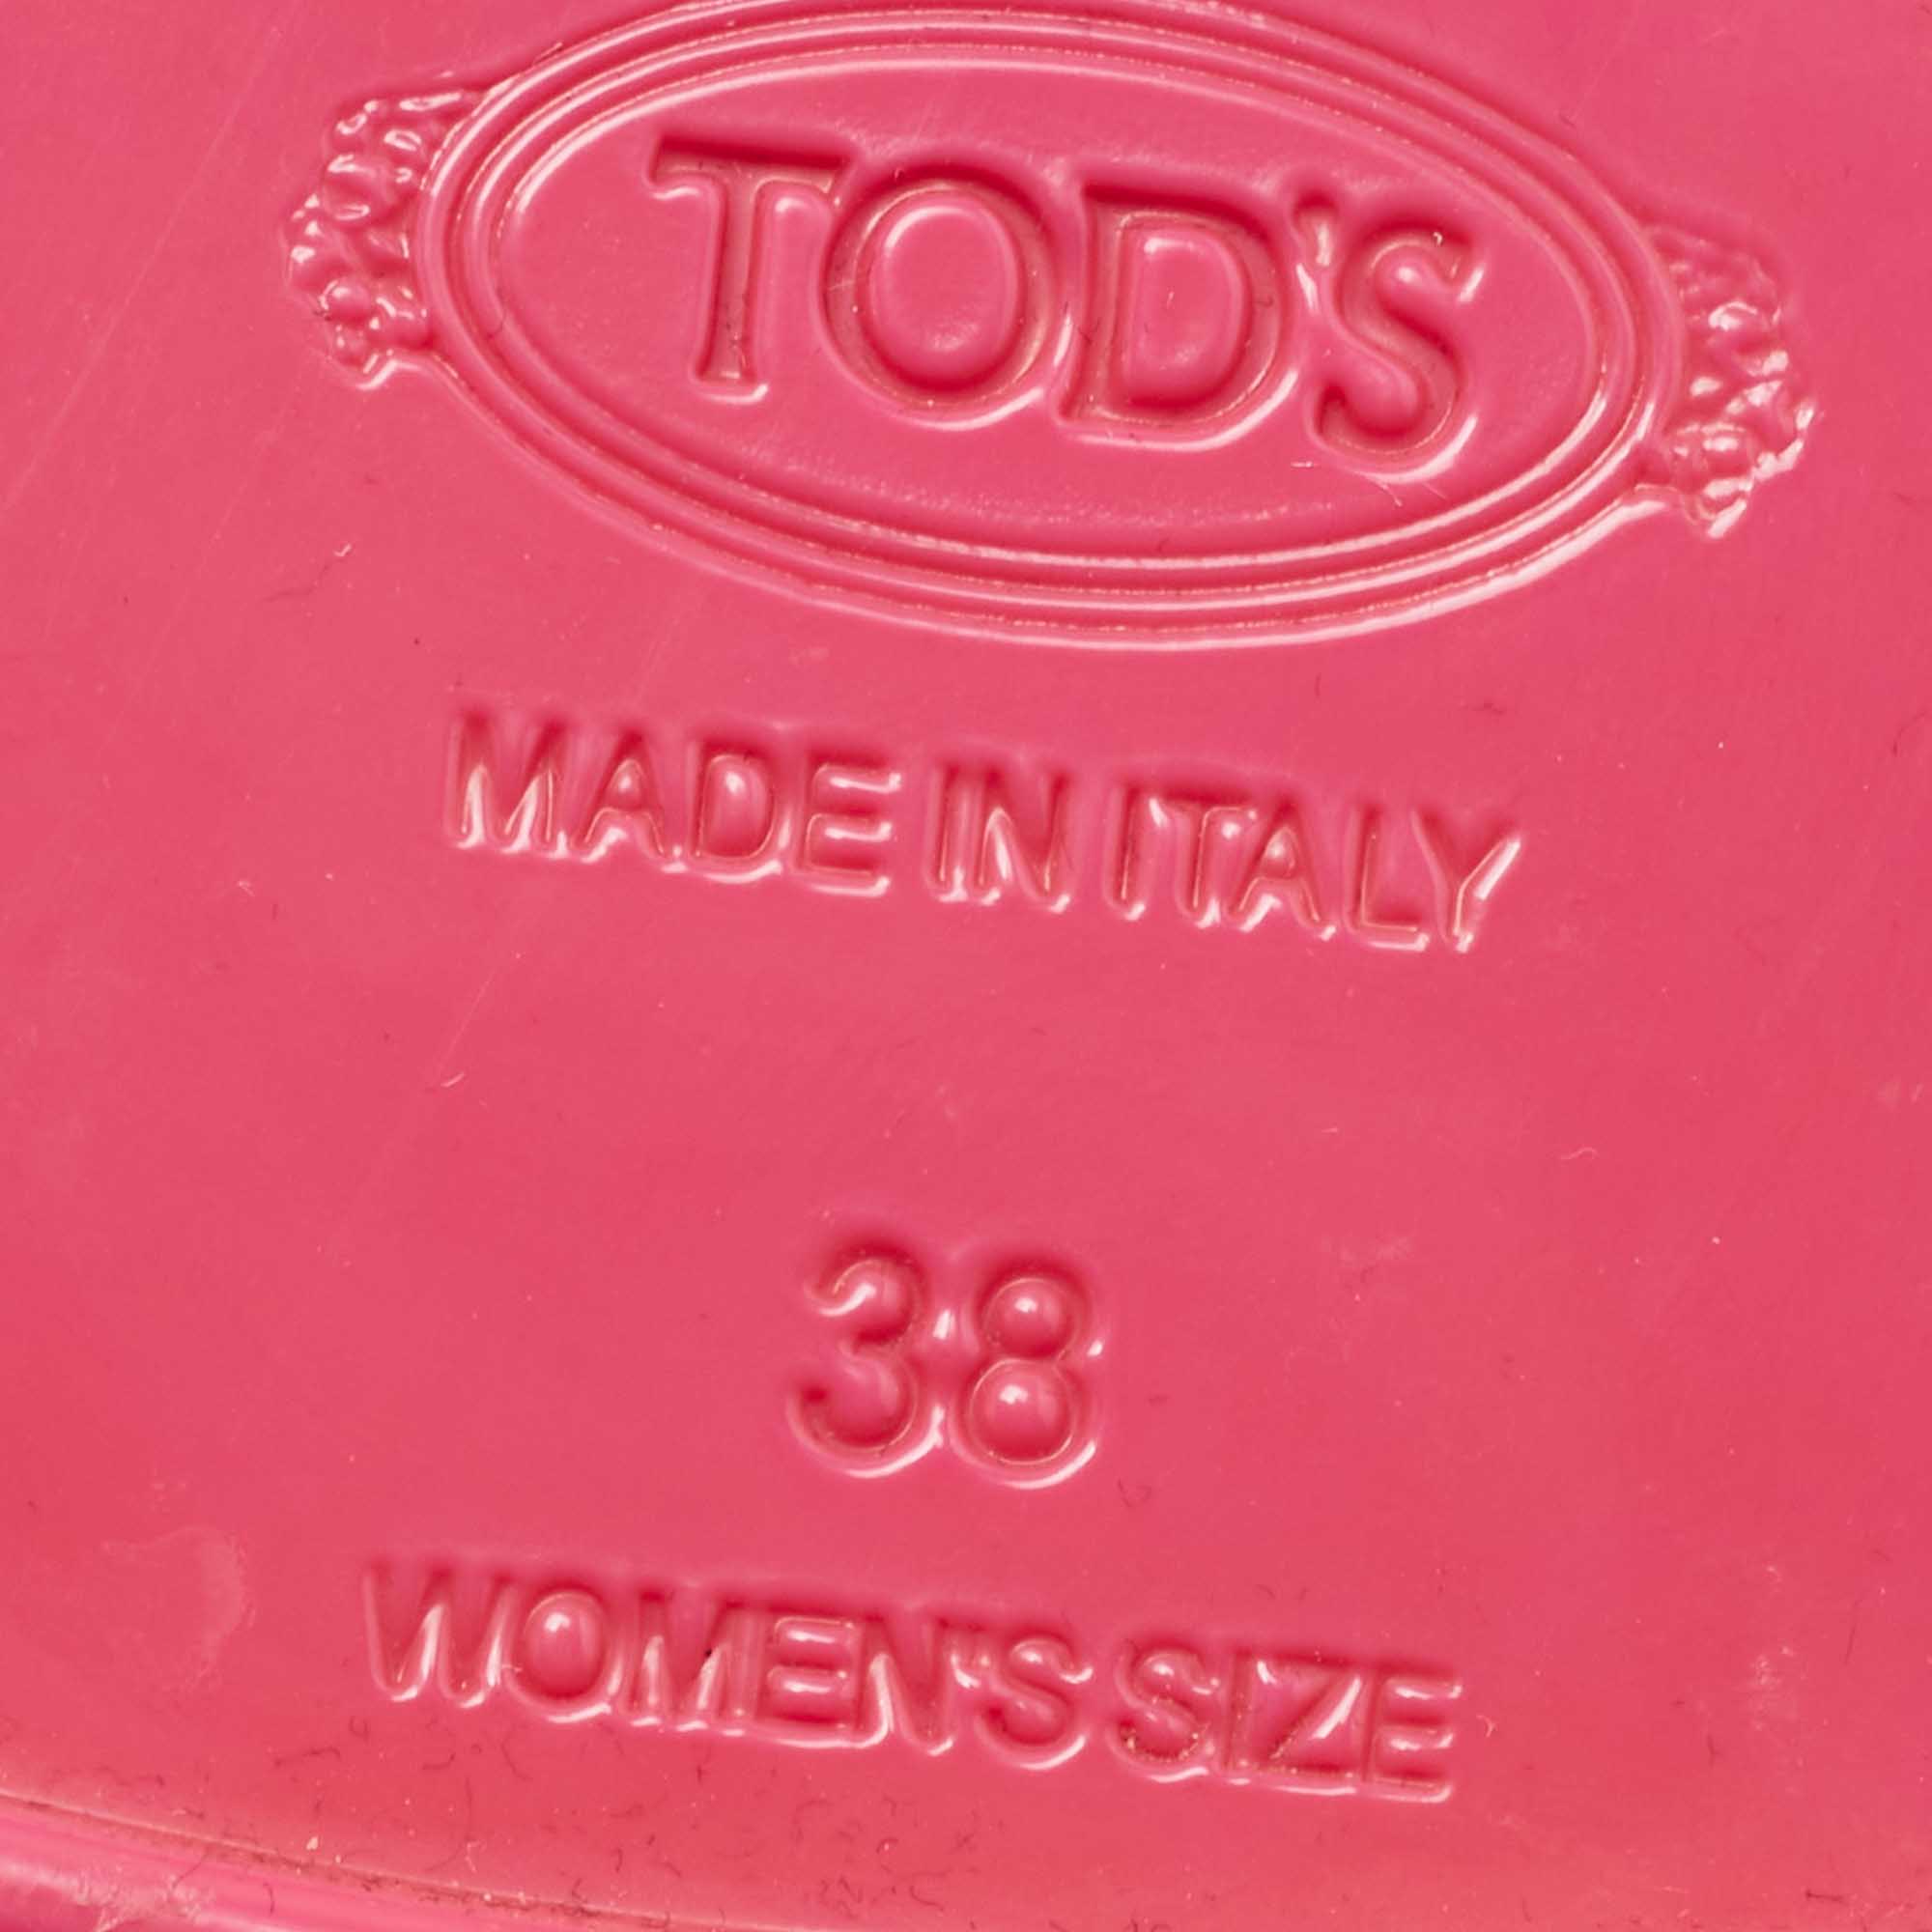 TOD'S
MADE IN ITALY
38
WOMEN'S SIZE